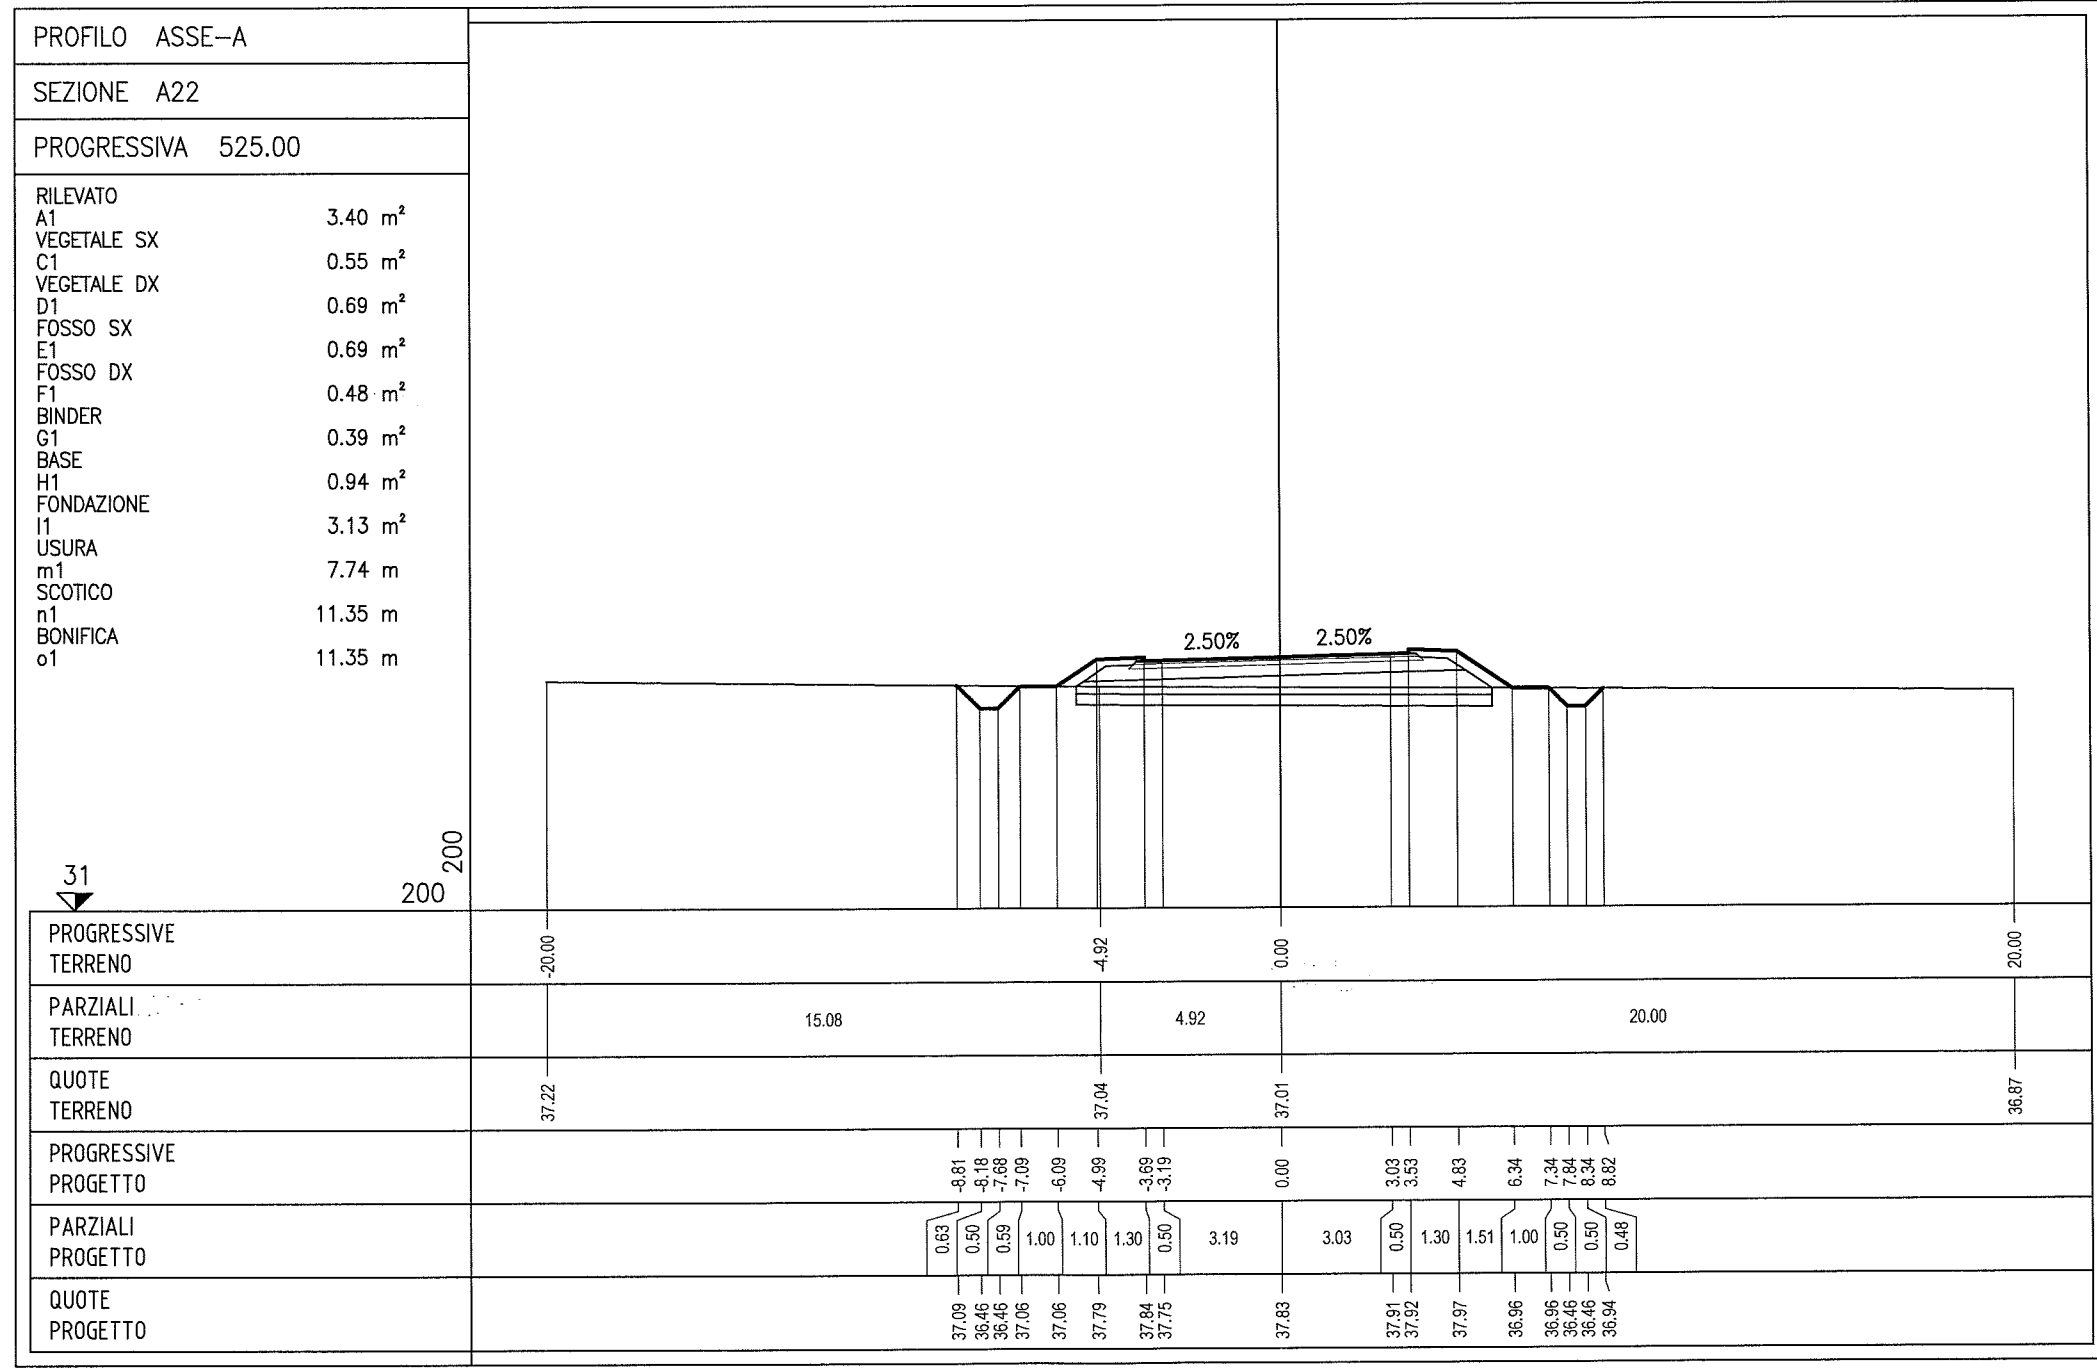 PROFILO ASSE-A
SEZIONE A22
PROGRESSIVA 525.00
RILEVATO
A1 3.40 m²
VEGETALE SX
C1 0.55 m²
VEGETALE DX
D1 0.69 m²
FOSSO SX
E1 0.69 m²
FOSSO DX
F1 0.48 m²
BINDER
G1 0.39 m²
BASE
H1 0.94 m²
FONDAZIONE
I1 3.13 m²
USURA
m1 7.74 m
SCOTICO
n1 11.35 m
BONIFICA
o1 11.35 m
2.50% 2.50%
31
200
200
PROGRESSIVE
TERRENO
-20.00 -4.92 0.00 20.00
PARZIALI
TERRENO
15.08 4.92 20.00
QUOTE
TERRENO
37.22 37.04 37.01 36.87
PROGRESSIVE
PROGETTO
-8.81 -8.18 -7.68 -7.09 -6.09 -4.99 -3.69 -3.19 0.00 3.03 3.53 4.83 6.34 7.34 7.84 8.34 8.82
PARZIALI
PROGETTO
0.63 0.50 0.59 1.00 1.10 1.30 0.50 3.19 3.03 0.50 1.30 1.51 1.00 0.50 0.50 0.48
QUOTE
PROGETTO
37.09 36.46 36.46 37.06 37.06 37.79 37.84 37.75 37.83 37.91 37.92 37.97 36.96 36.96 36.46 36.46 36.94